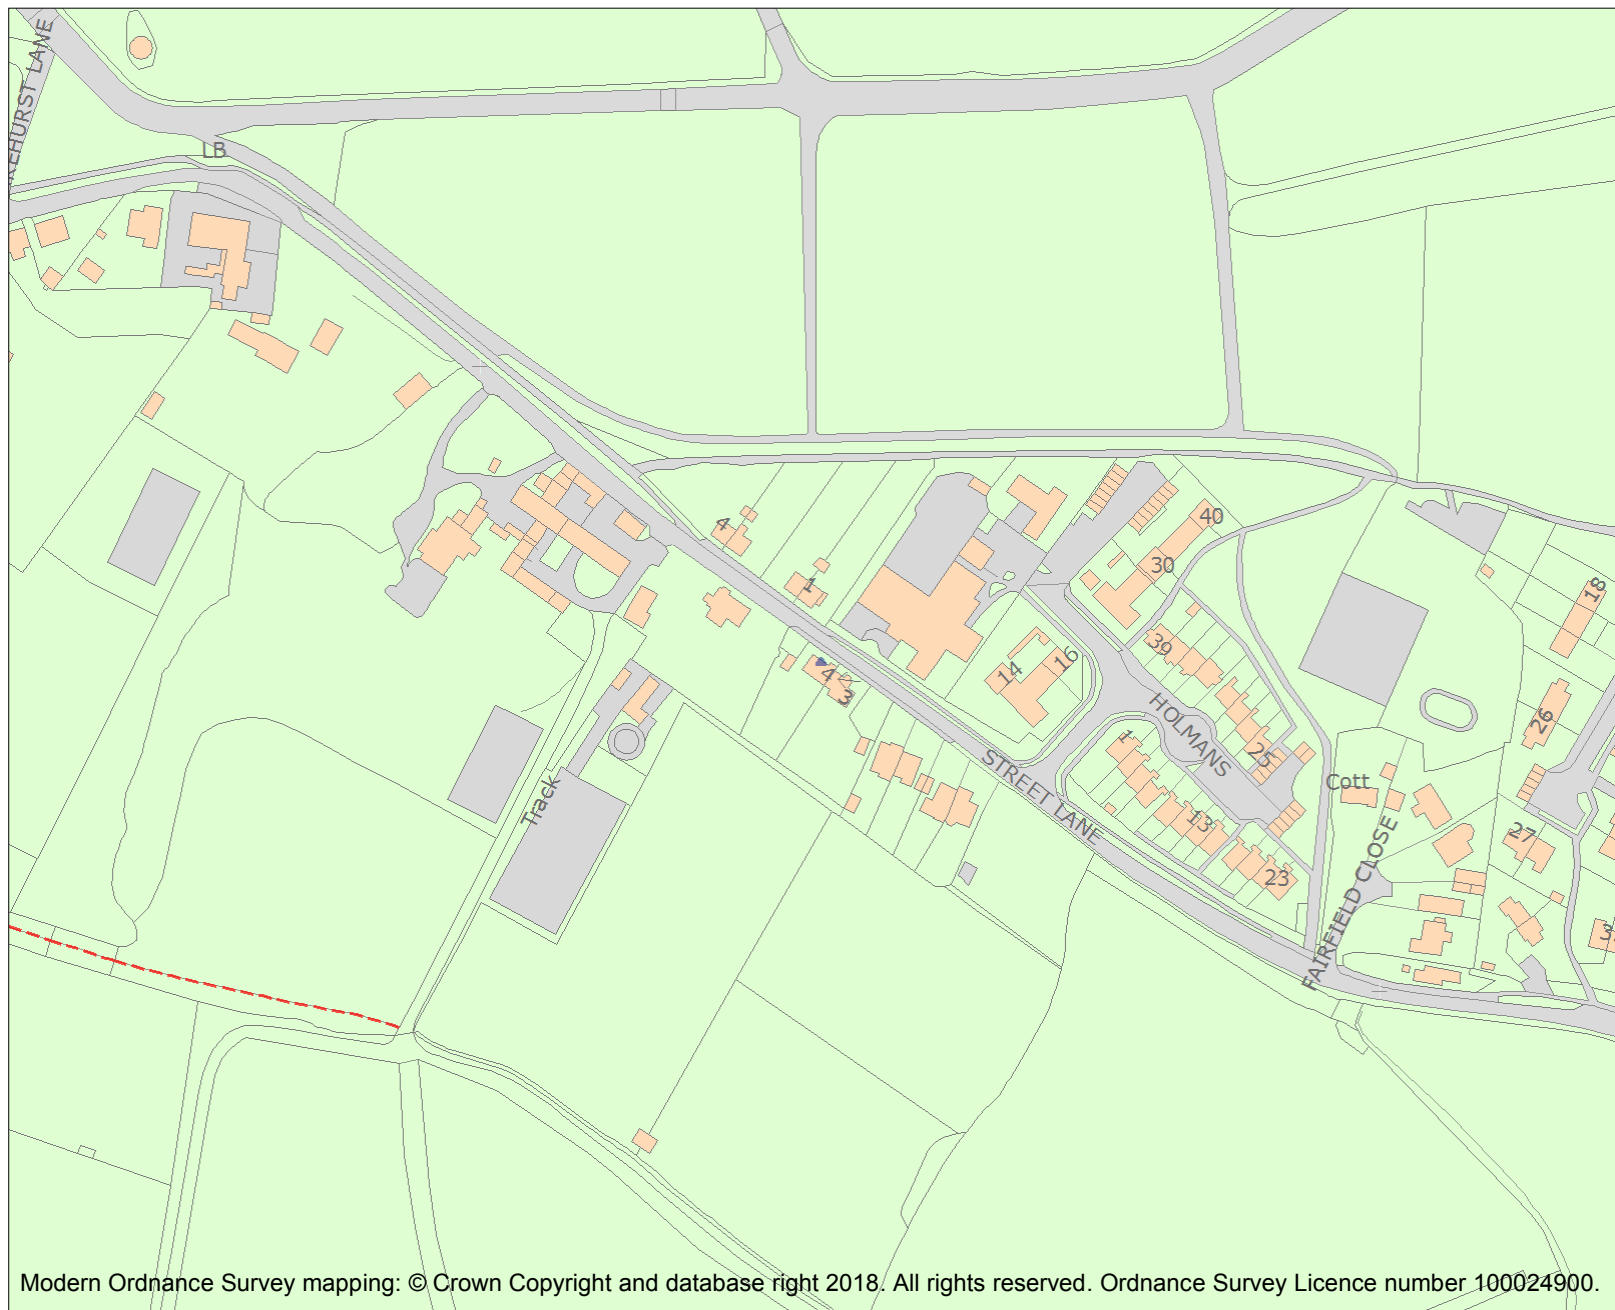 KEHURST LANE
LB
4
1
40
30
39
18
14
16
4
3
HOLMANS
26
1
25
STREET LANE
Cott
Track
13
27
FAIRFIELD CLOSE
23
3
Modern Ordnance Survey mapping: © Crown Copyright and database right 2018. All rights reserved. Ordnance Survey Licence number 100024900.